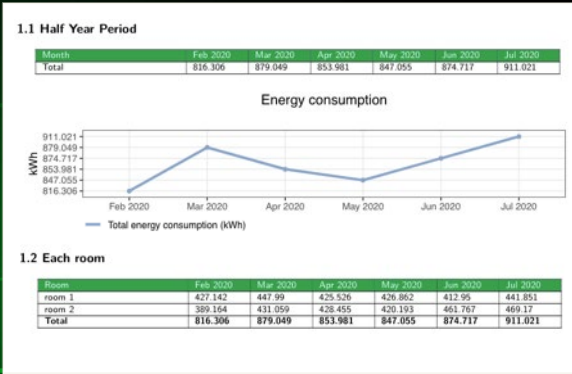 1.1 Half Year Period
Month Feb 2020 Mar 2020 Apr 2020 May 2020 Jun 2020 Jul 2020
Total 816.306 879.049 853.981 847.055 874.717 911.021
Energy consumption
kWh
911.021
879.049
874.717
853.981
847.055
816.306
Feb 2020 Mar 2020 Apr 2020 May 2020 Jun 2020 Jul 2020
Total energy consumption (kWh)
1.2 Each room
Room Feb 2020 Mar 2020 Apr 2020 May 2020 Jun 2020 Jul 2020
room 1 427.142 447.99 425.526 426.862 412.95 441.851
room 2 389.164 431.059 428.455 420.193 461.767 469.17
Total 816.306 879.049 853.981 847.055 874.717 911.021